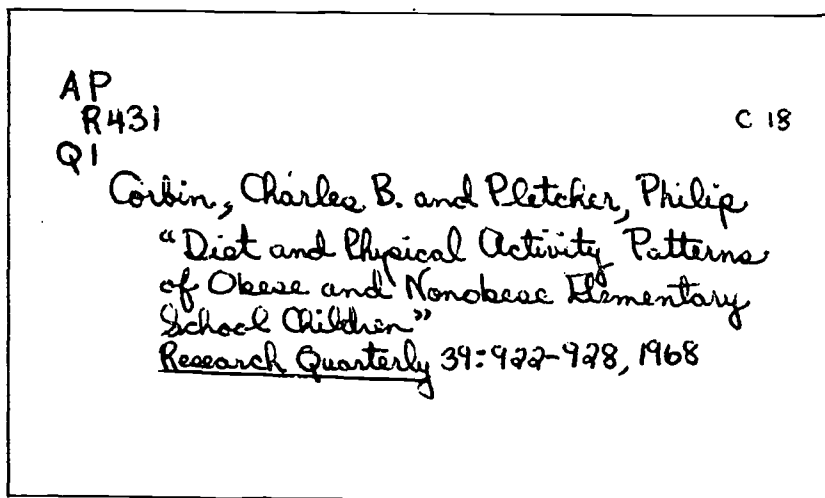 AP
R431
C 18
Q1
Corbin, Charles B. and Pletcher, Philip
"Diet and Physical Activity Patterns
of Obese and Nonobese Elementary
School Children"
Research Quarterly 39:922-928, 1968